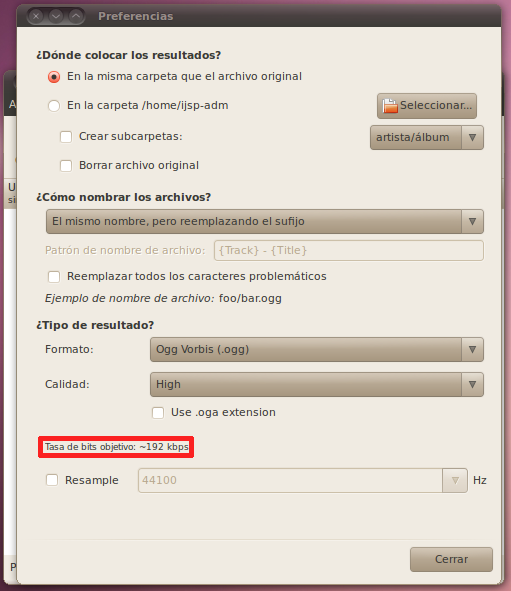 Preferencias
¿Dónde colocar los resultados?
En la misma carpeta que el archivo original
En la carpeta /home/ijsp-adm
Seleccionar...
Crear subcarpetas:
artista/álbum
Borrar archivo original
¿Cómo nombrar los archivos?
El mismo nombre, pero reemplazando el sufijo
Patrón de nombre de archivo:
{Track} - {Title}
Reemplazar todos los caracteres problemáticos
Ejemplo de nombre de archivo: foo/bar.ogg
¿Tipo de resultado?
Formato:
Ogg Vorbis (.ogg)
Calidad:
High
Use .oga extension
Tasa de bits objetivo: ~192 kbps
Resample
44100
Hz
Cerrar